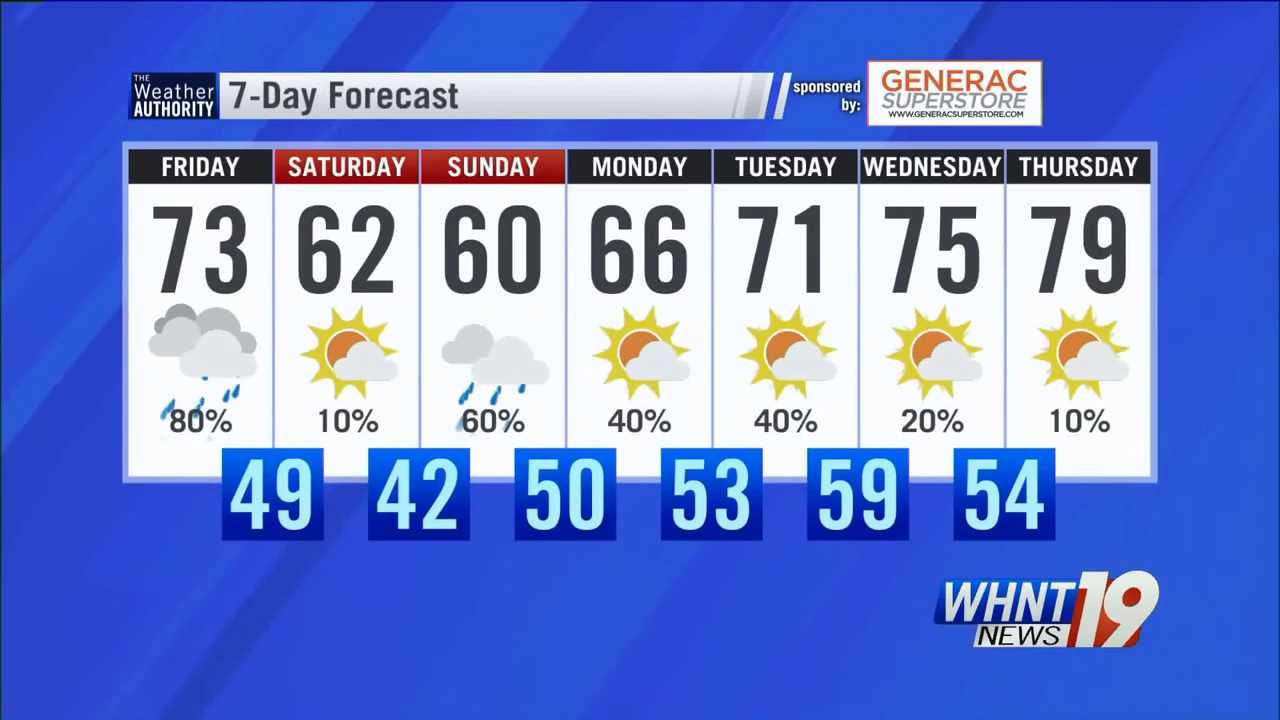 THE
Weather
AUTHORITY
7-Day Forecast
sponsored
by:
GENERAC
SUPERSTORE
WWW.GENERACSUPERSTORE.COM
FRIDAY SATURDAY SUNDAY MONDAY TUESDAY WEDNESDAY THURSDAY
73 62 60 66 71 75 79
80% 10% 60% 40% 40% 20% 10%
49 42 50 53 59 54
WHNT 19
NEWS